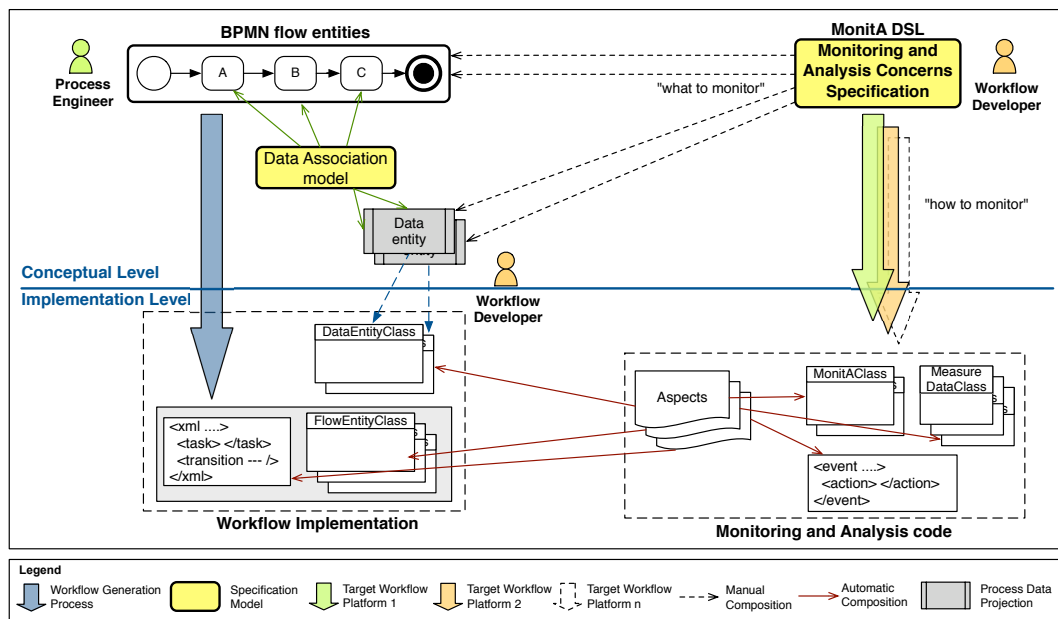 BPMN flow entities
MonitA DSL
Process
Engineer
A
B
C
Monitoring and
Analysis Concerns
Specification
Workflow
Developer
"what to monitor"
Data Association
model
"how to monitor"
Data
entity
entity
Conceptual Level
Implementation Level
Workflow
Developer
DataEntityClass
s
MonitAClass
s
Measure
DataClass
s
Aspects
<xml ....>
<task> </task>
<transition --- />
</xml>
FlowEntityClass
s
s
<event ....>
<action> </action>
</event>
Workflow Implementation
Monitoring and Analysis code
Legend
Workflow Generation
Process
Specification
Model
Target Workflow
Platform 1
Target Workflow
Platform 2
Target Workflow
Platform n
Manual
Composition
Automatic
Composition
Process Data
Projection